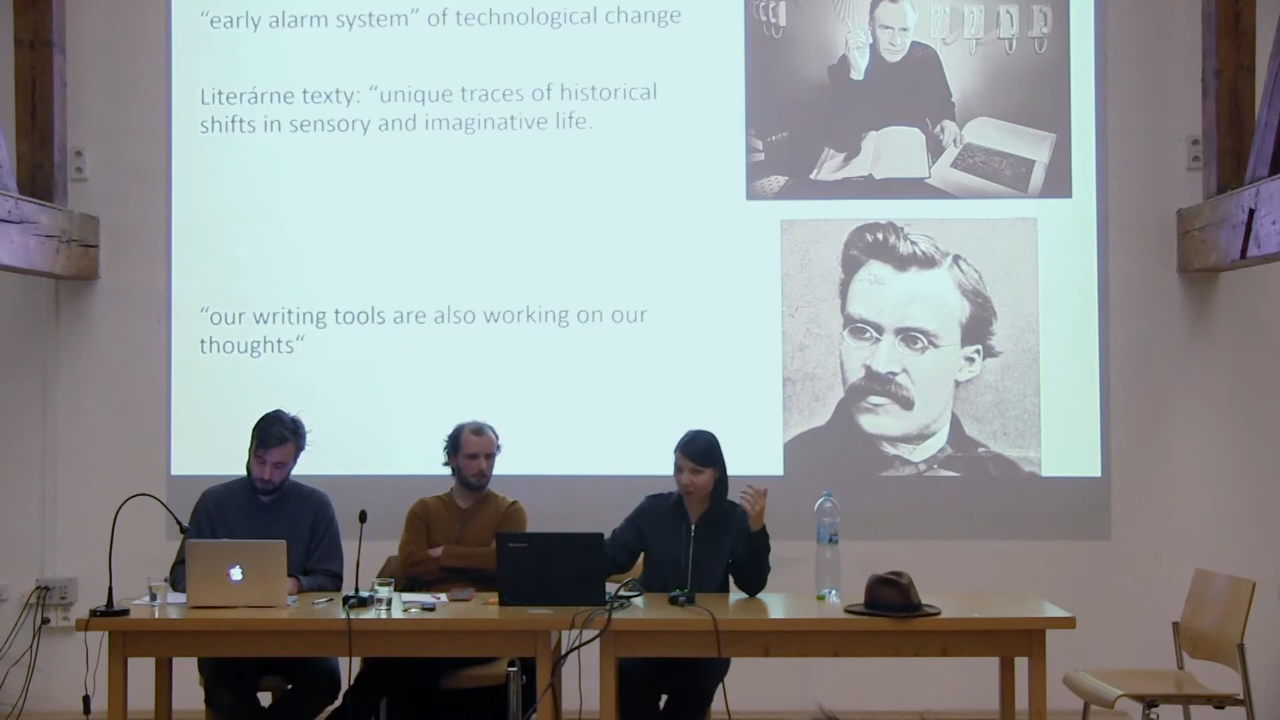 “early alarm system” of technological change
Literárne texty: “unique traces of historical
shifts in sensory and imaginative life.
“our writing tools are also working on our
thoughts“